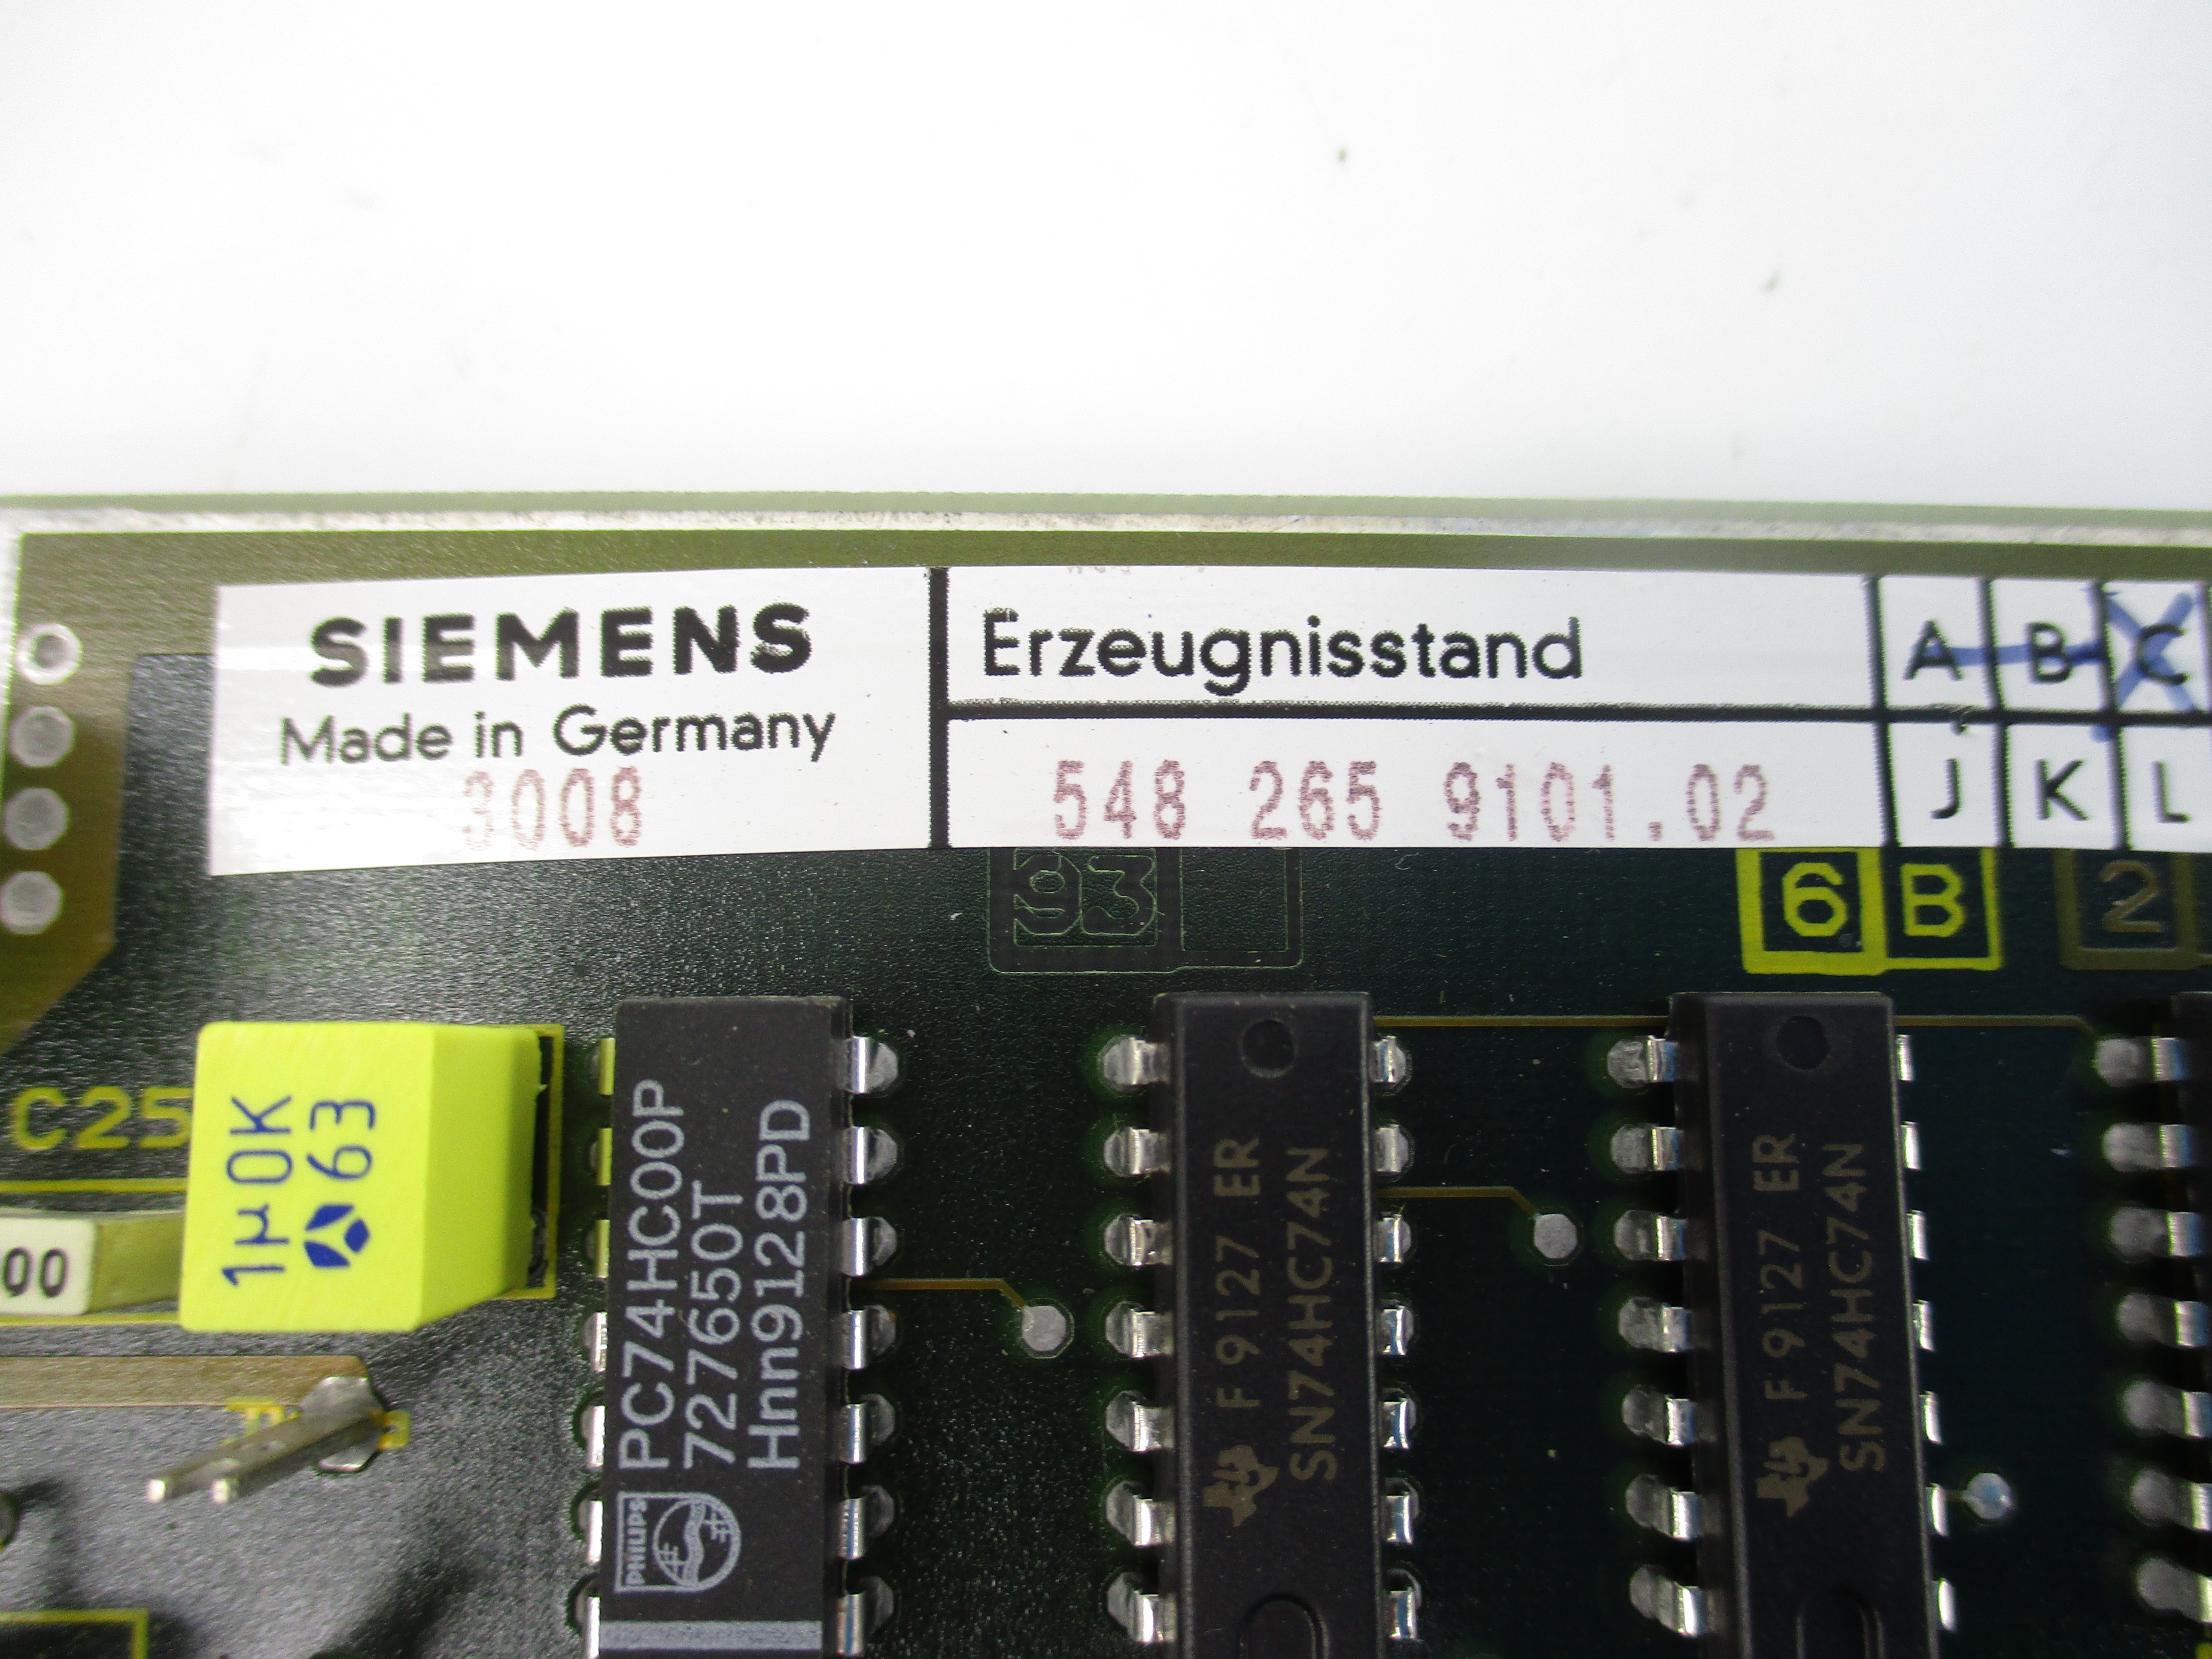 SIEMENS
Made in Germany
3008
Erzeugnisstand
A B C
548 265 9101.02
J K L
93
6 B 2
C25
1µ0K
63
00
PC74HC00P
727650T
Hnn9128PD
PHILIPS
F 9127 ER
SN74HC74N
F 9127 ER
SN74HC74N